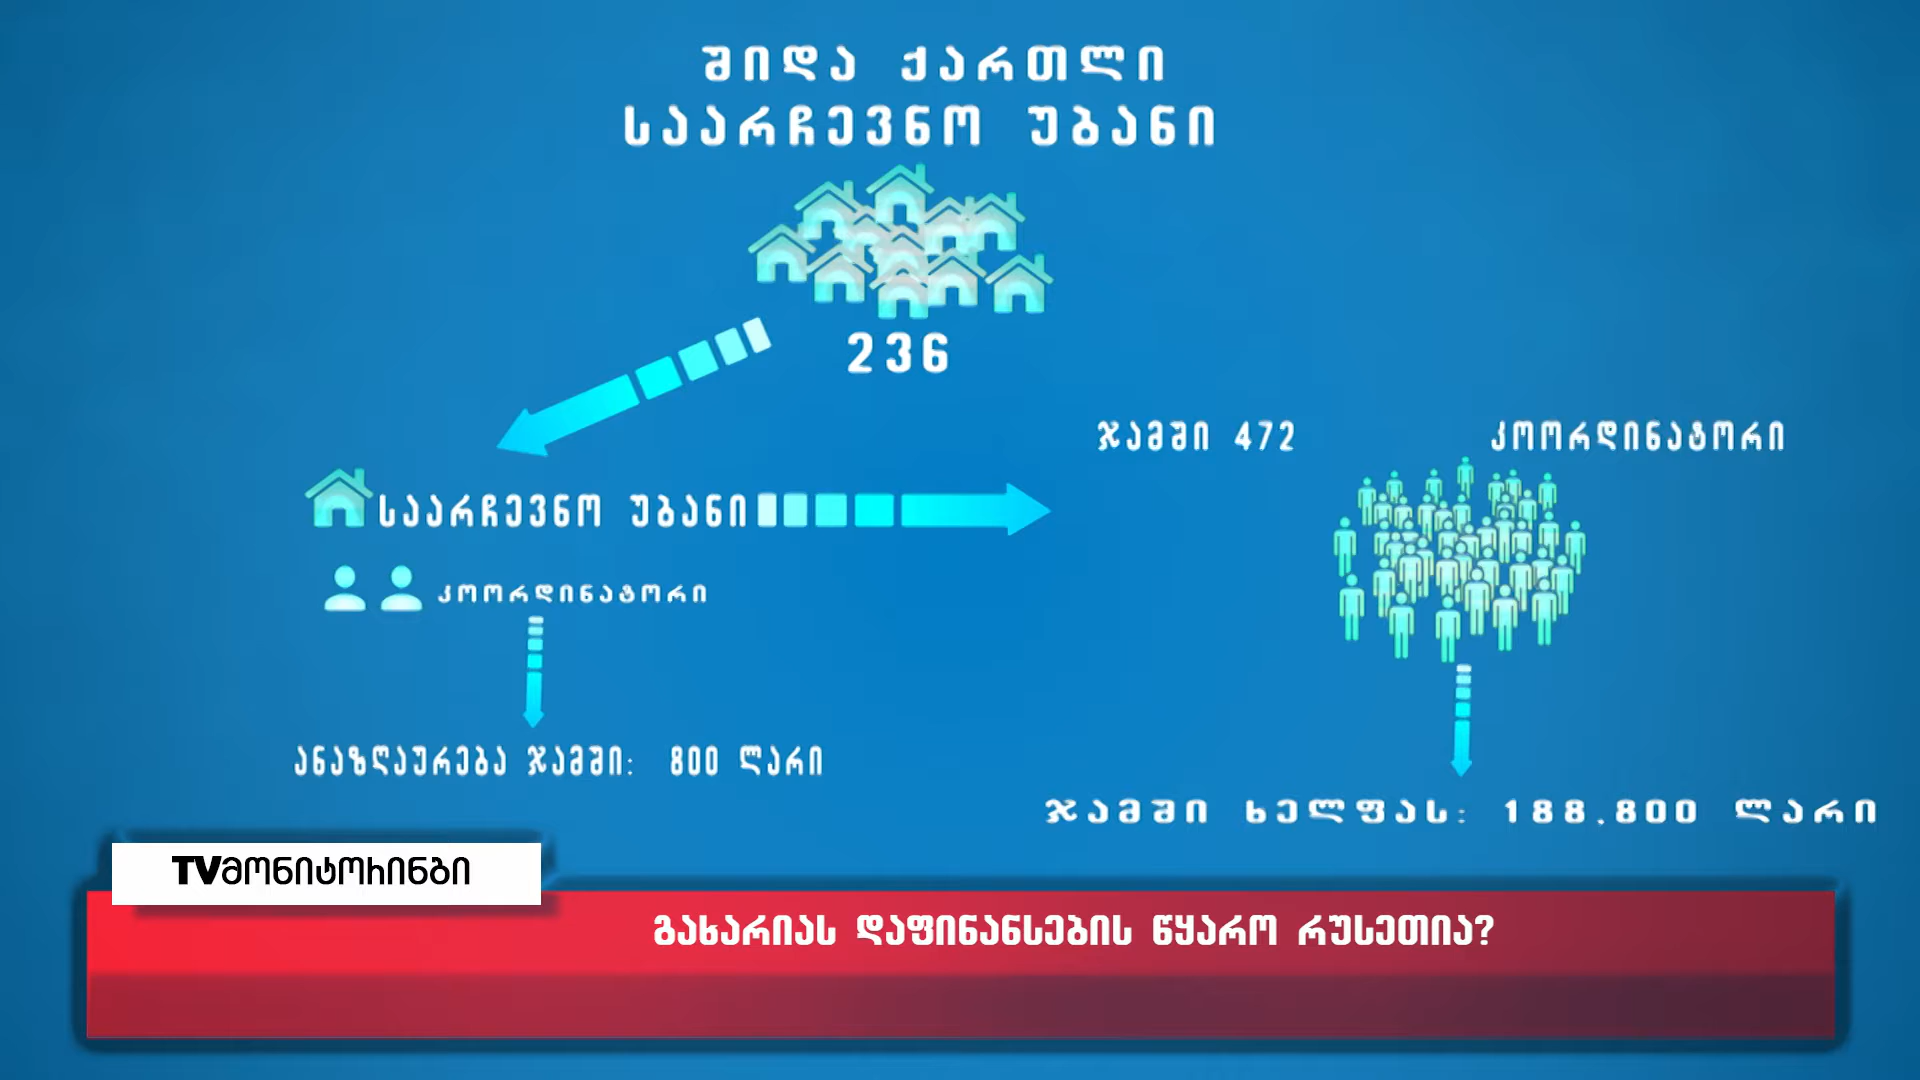 შიდა ქართლი
საარჩევნო უბანი
236
ჯამში 472 კოორდინატორი
საარჩევნო უბანი
კოორდინატორი
ანაზღაურება ჯამში: 800 ლარი
ჯამში ხელფას: 188.800 ლარი
TVმონიტორინგი
გახარიას დაფინანსების წყარო რუსეთია?